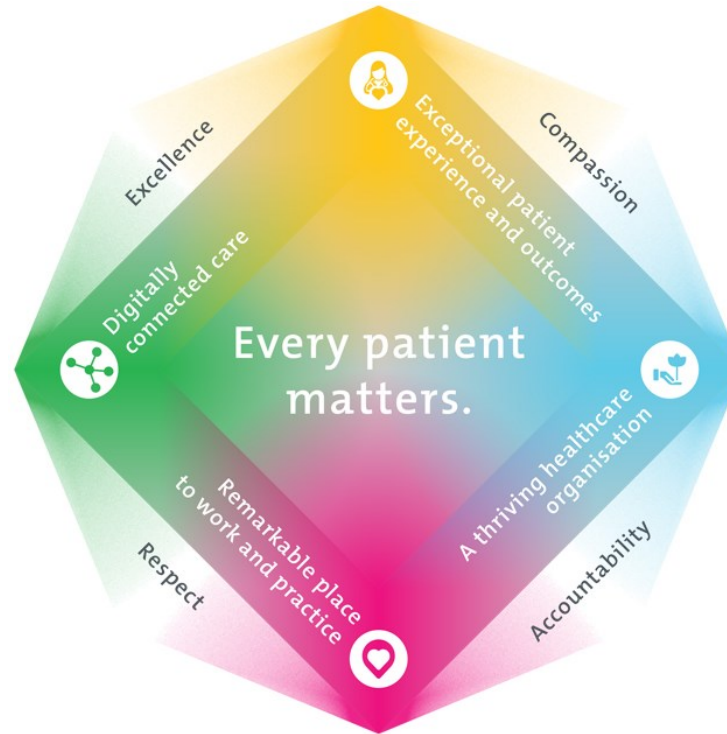 Excellence
Compassion
Exceptional patient
experience and outcomes
Digitally
connected care
Every patient
matters.
A thriving healthcare
organisation
Remarkable place
to work and practice
Respect
Accountability